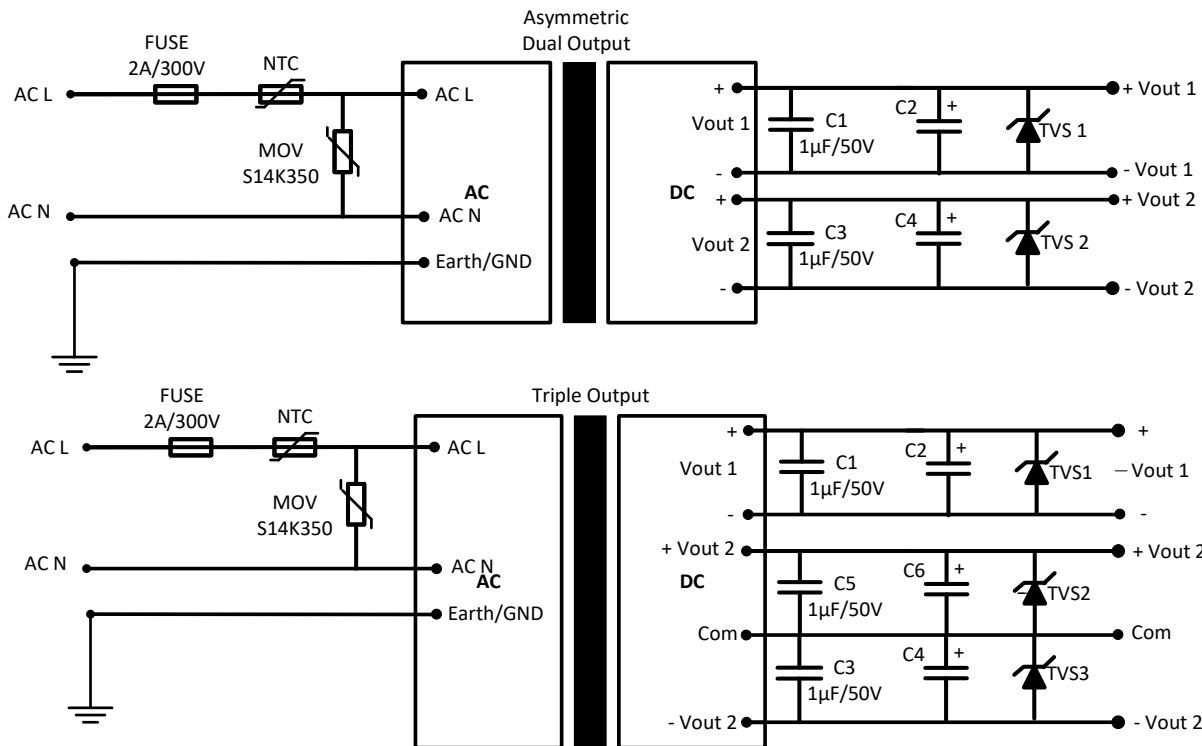 Asymmetric
Dual Output
FUSE
2A/300V
NTC
AC L
AC L
MOV
S14K350
AC
AC N
AC N
Earth/GND
+
Vout 1
-
DC
+
Vout 2
-
C1
1µF/50V
C2
+
TVS 1
+ Vout 1
- Vout 1
C3
1µF/50V
C4
+
TVS 2
+ Vout 2
- Vout 2
Triple Output
FUSE
2A/300V
NTC
AC L
AC L
MOV
S14K350
AC N
AC N
AC
Earth/GND
+
Vout 1
-
+ Vout 2
DC
Com
- Vout 2
C1
1µF/50V
C2
+
TVS1
+
–Vout 1
-
C5
1µF/50V
C6
+
TVS2
+ Vout 2
Com
C3
1µF/50V
C4
+
TVS3
- Vout 2